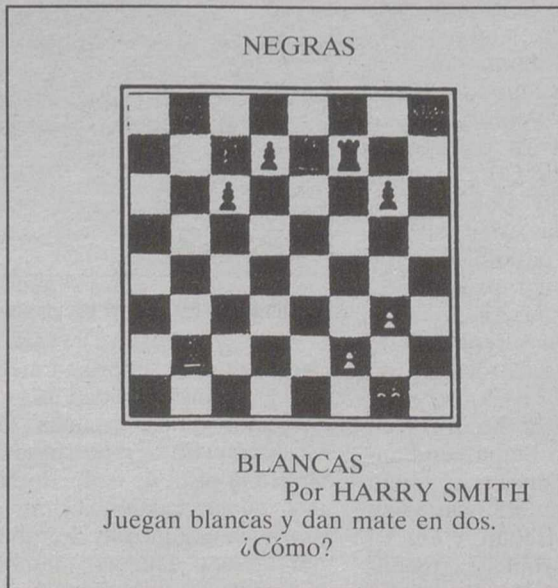 NEGRAS
BLANCAS
Por HARRY SMITH
Juegan blancas y dan mate en dos.
¿Cómo?